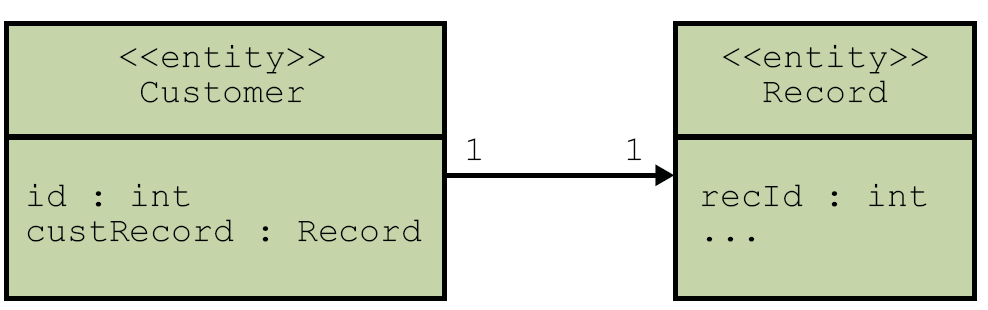 <<entity>>
Customer
id : int
custRecord : Record
1
1
<<entity>>
Record
recId : int
...